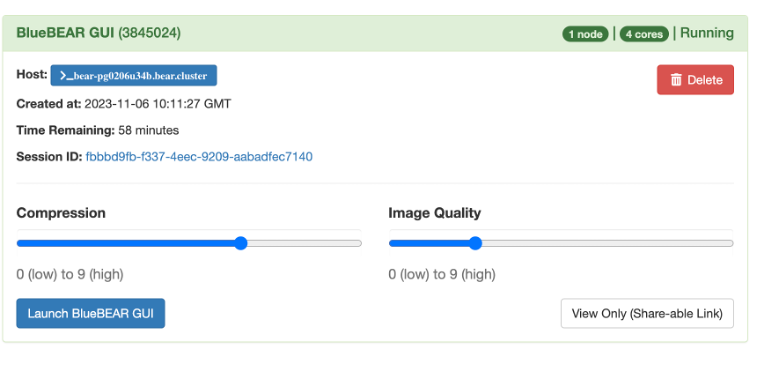 BlueBEAR GUI (3845024) 1 node | 4 cores | Running
Host: >_bear-pg0206u34b.bear.cluster Delete
Created at: 2023-11-06 10:11:27 GMT
Time Remaining: 58 minutes
Session ID: fbbbd9fb-f337-4eec-9209-aabadfec7140
Compression Image Quality
0 (low) to 9 (high) 0 (low) to 9 (high)
Launch BlueBEAR GUI View Only (Share-able Link)